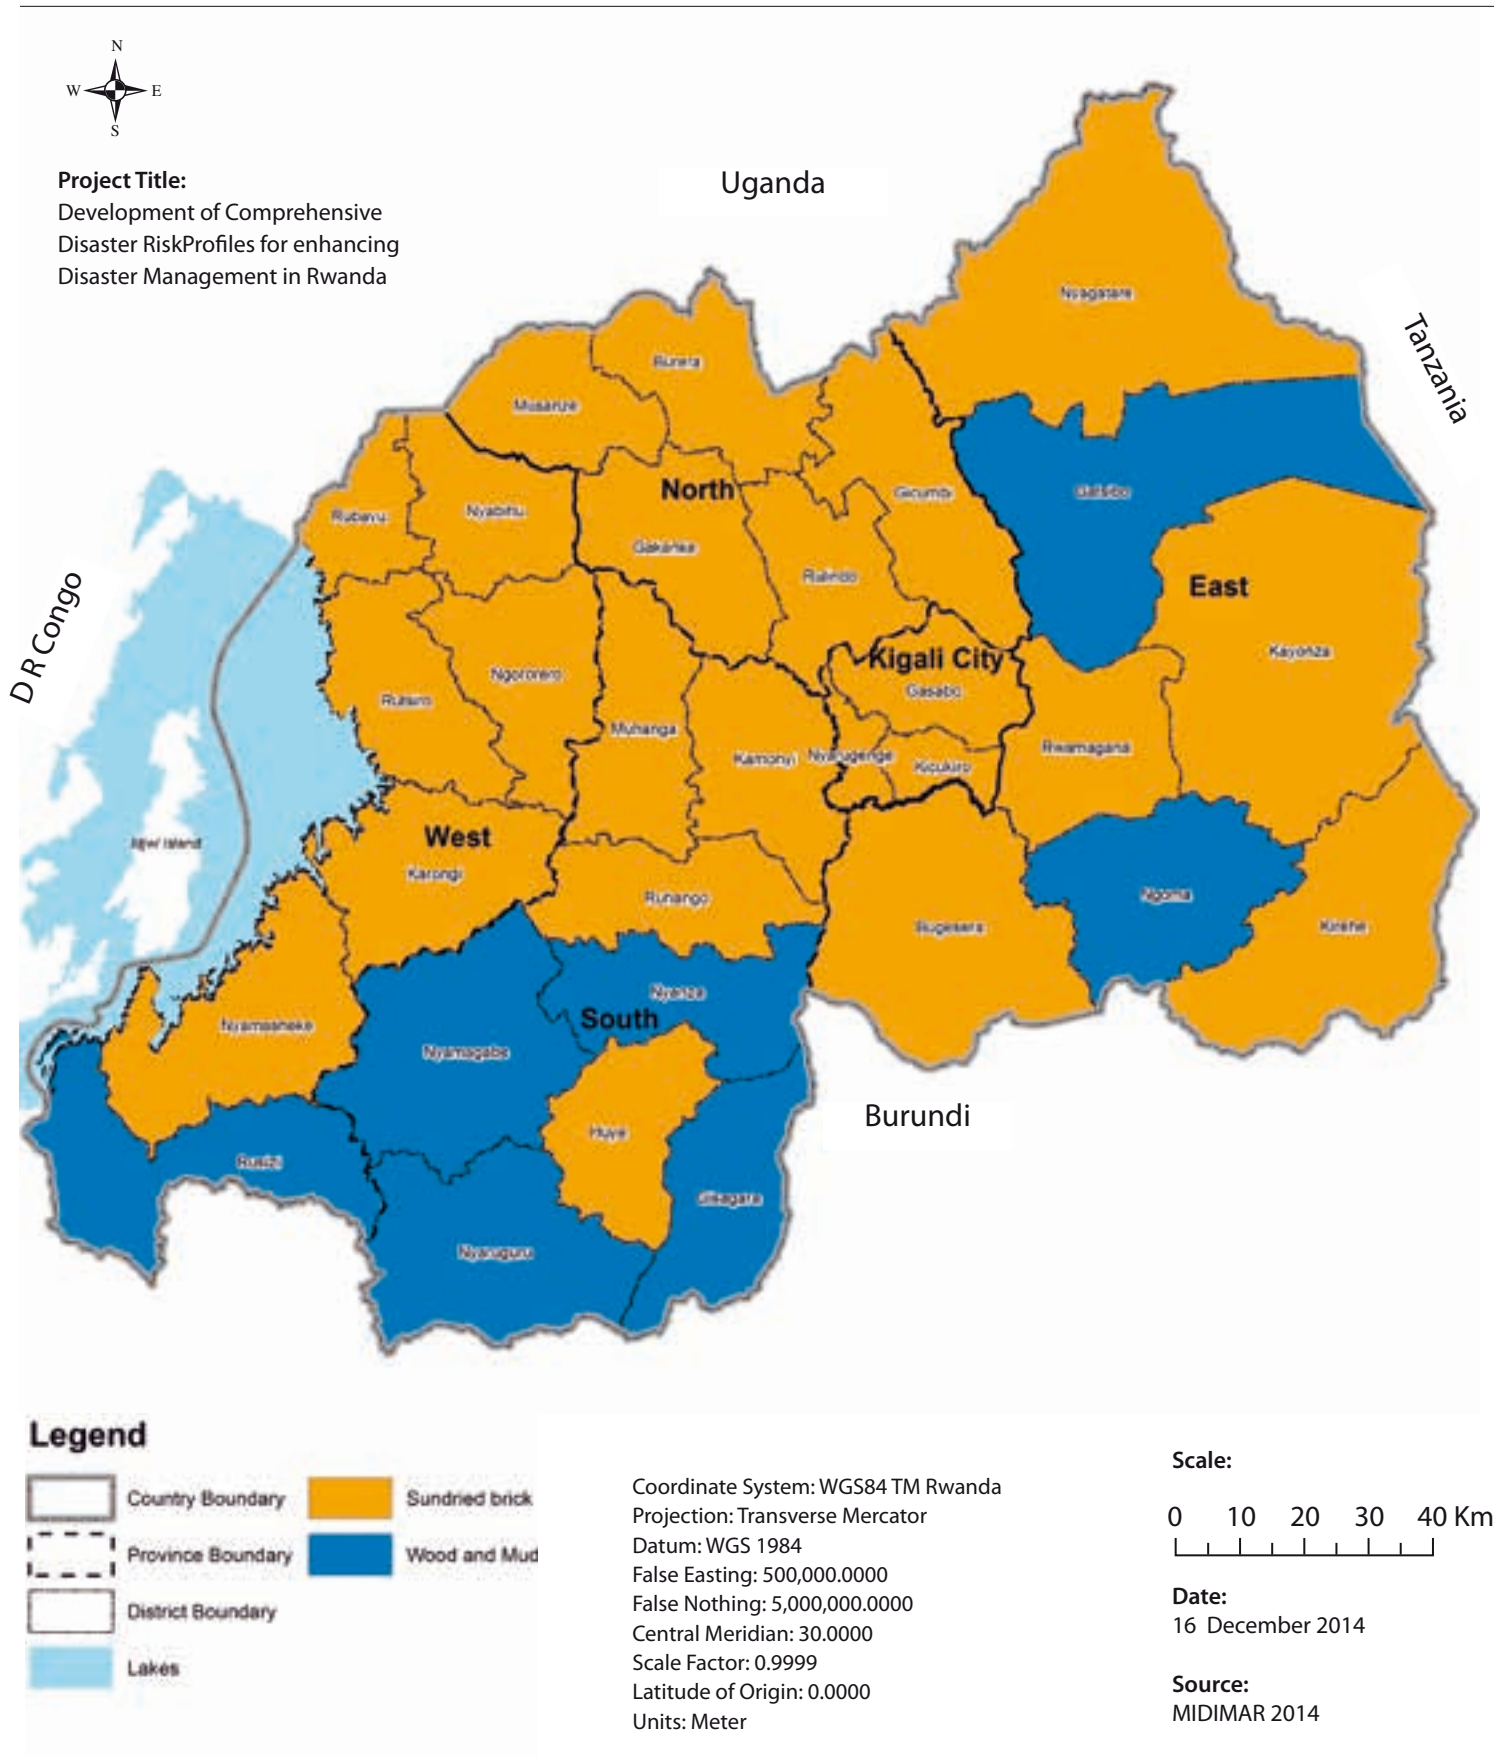 N
W E
S
Project Title:
Development of Comprehensive
Disaster RiskProfiles for enhancing
Disaster Management in Rwanda
Uganda
Tanzania
D R Congo
Burundi
Nyagatare
Burera
Musanze
North
Gicumbi
Gatsibo
Rubavu
Nyabihu
Gakenke
Rulindo
East
Kigali City
Gasabo
Kayonza
Ngororero
Rutsiro
Muhanga
Kamonyi
Nyarugenge
Kicukiro
Rwamagana
West
Idjwi Island
Karongi
Ruhango
Ngoma
Bugesera
Kirehe
Nyanza
South
Nyamasheke
Nyamagabe
Huye
Rusizi
Gisagara
Nyaruguru
Legend
Country Boundary
Sundried brick
Province Boundary
Wood and Mud
District Boundary
Lakes
Coordinate System: WGS84 TM Rwanda
Projection: Transverse Mercator
Datum: WGS 1984
False Easting: 500,000.0000
False Nothing: 5,000,000.0000
Central Meridian: 30.0000
Scale Factor: 0.9999
Latitude of Origin: 0.0000
Units: Meter
Scale:
0 10 20 30 40 Km
Date:
16 December 2014
Source:
MIDIMAR 2014